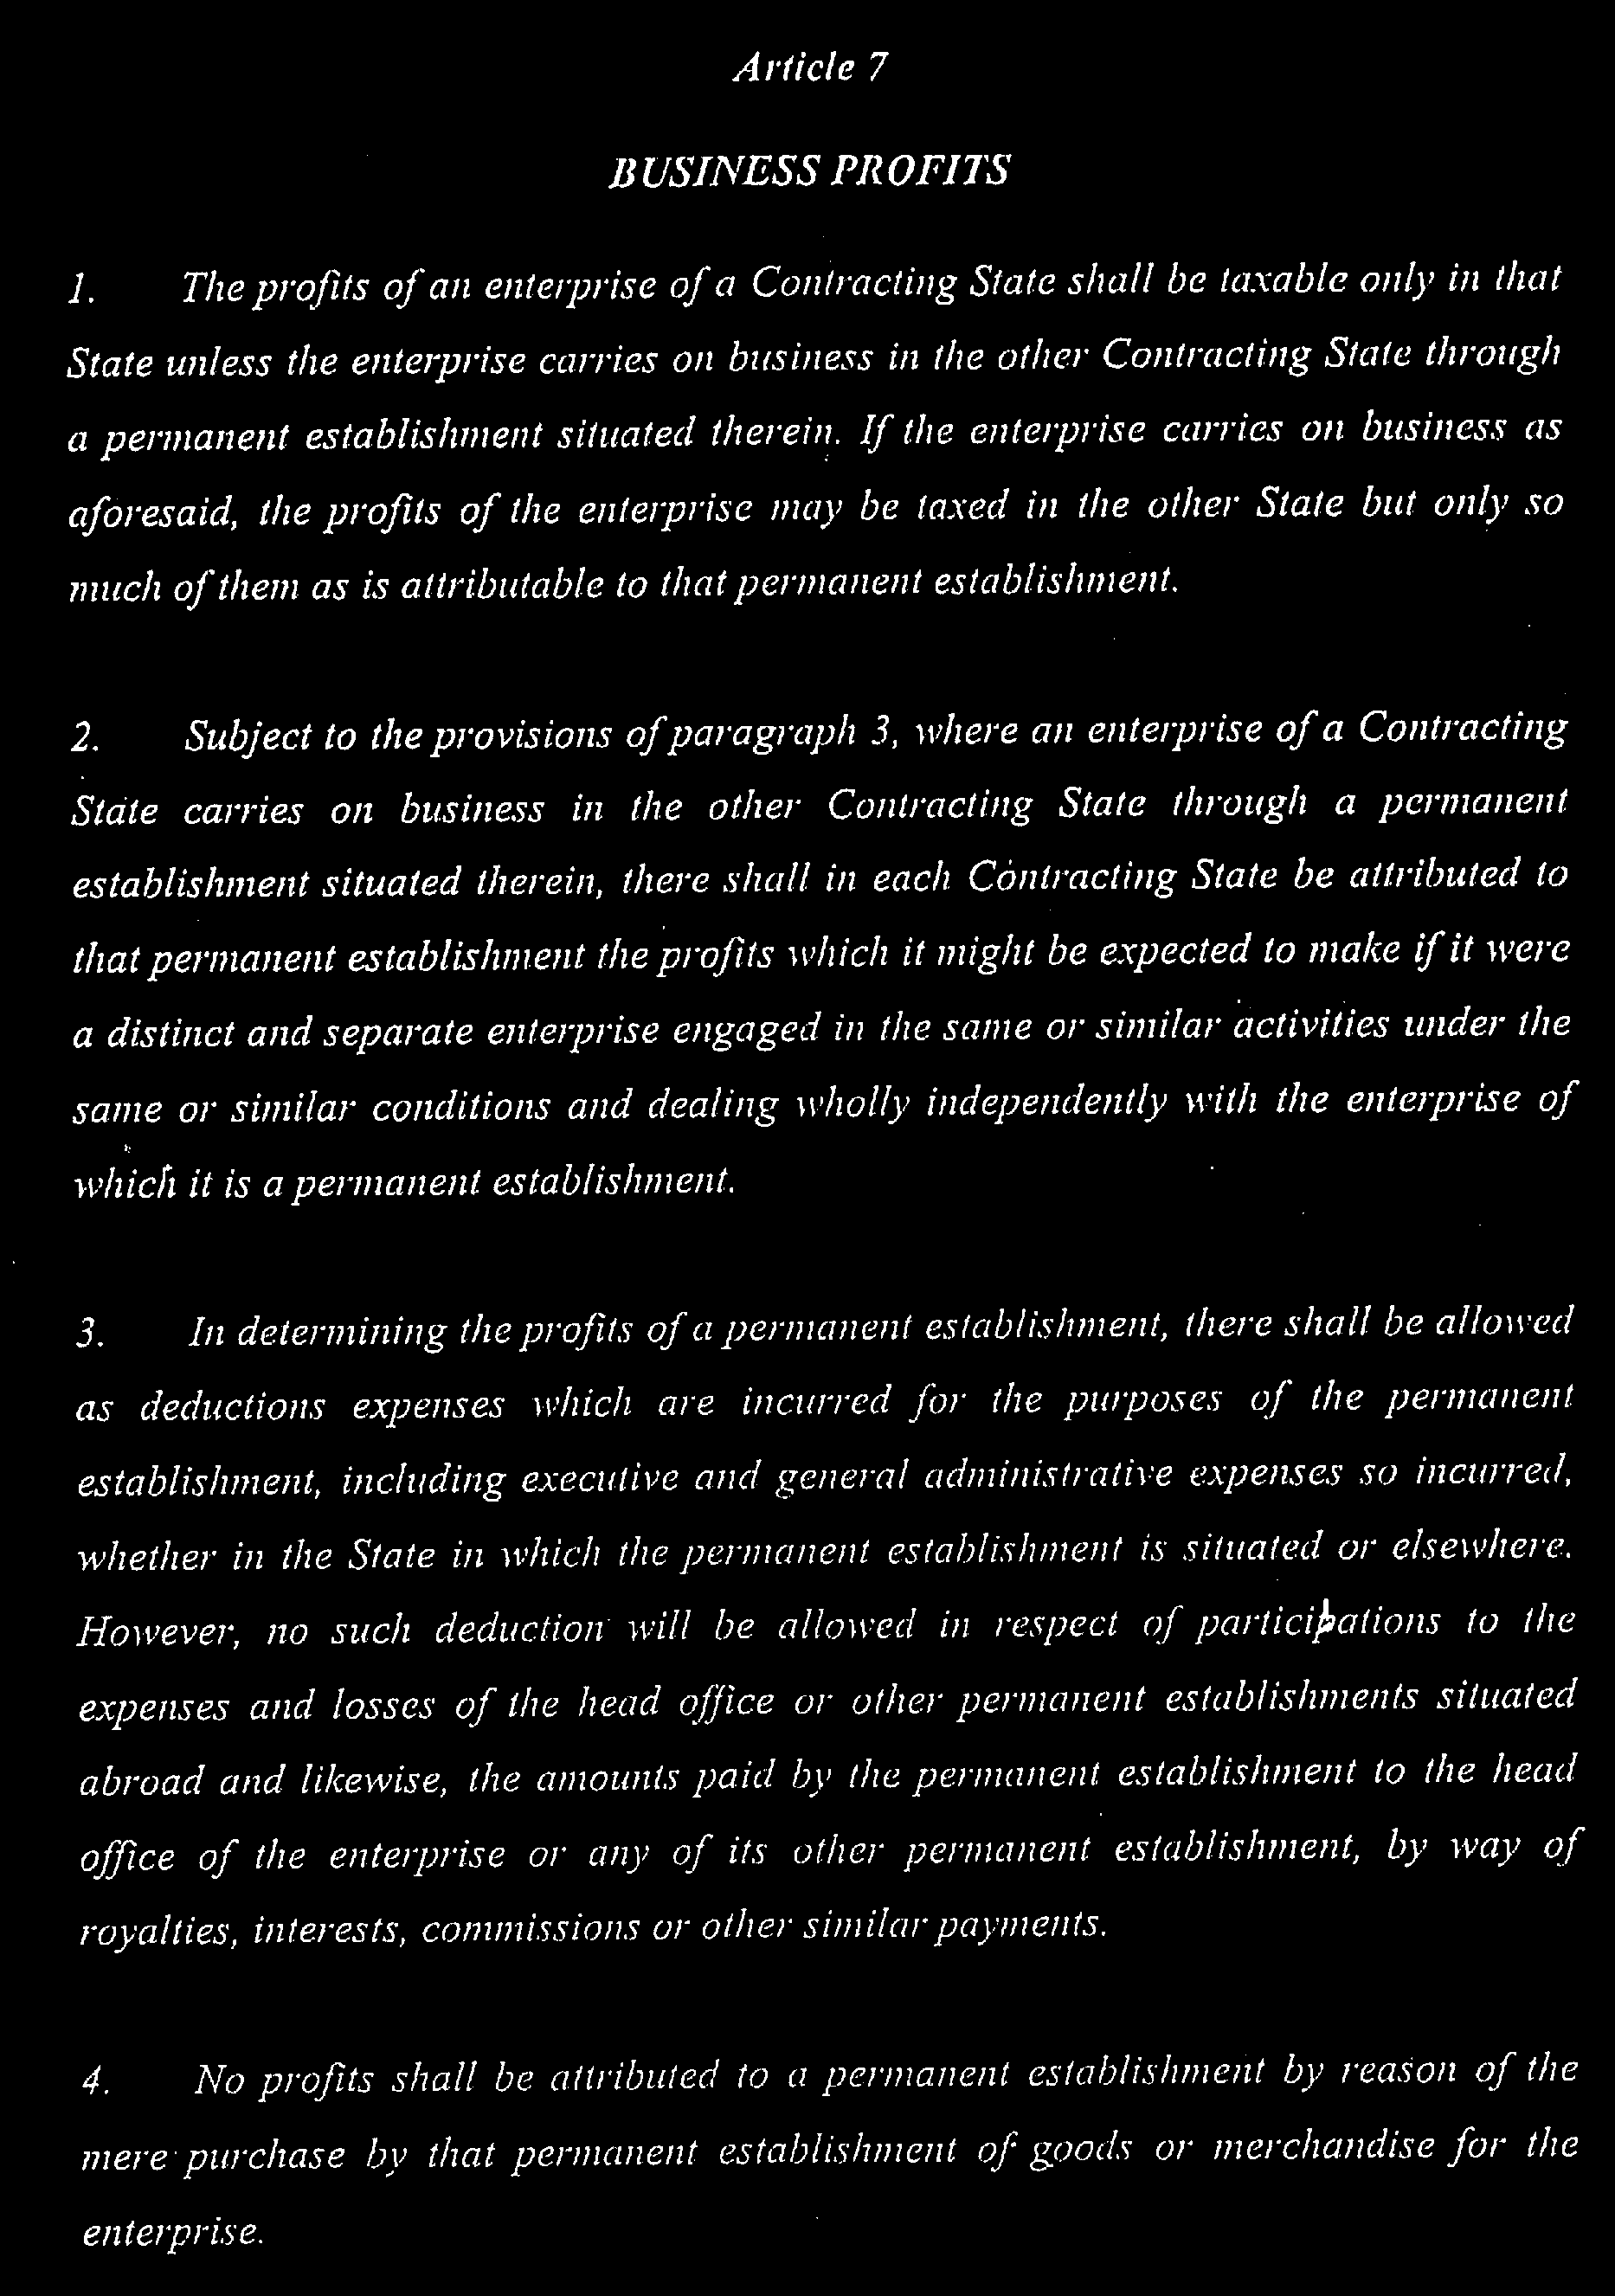 Article 7
BUSINESS PROFITS
1. The profits of an enterprise of a Contracting State shall be taxable only in that
State unless the enterprise carries on business in the other Contracting State through
a permanent establishment situated therein. If the enterprise carries on business as
aforesaid, the profits of the enterprise may be taxed in the other State but only so
much of them as is attributable to that permanent establishment.
2. Subject to the provisions of paragraph 3, where an enterprise of a Contracting
State carries on business in the other Contracting State through a permanent
establishment situated therein, there shall in each Contracting State be attributed to
that permanent establishment the profits which it might be expected to make if it were
a distinct and separate enterprise engaged in the same or similar activities under the
same or similar conditions and dealing wholly independently with the enterprise of
which it is a permanent establishment.
3. In determining the profits of a permanent establishment, there shall be allowed
as deductions expenses which are incurred for the purposes of the permanent
establishment, including executive and general administrative expenses so incurred,
whether in the State in which the permanent establishment is situated or elsewhere.
However, no such deduction will be allowed in respect of participations to the
expenses and losses of the head office or other permanent establishments situated
abroad and likewise, the amounts paid by the permanent establishment to the head
office of the enterprise or any of its other permanent establishment, by way of
royalties, interests, commissions or other similar payments.
4. No profits shall be attributed to a permanent establishment by reason of the
mere purchase by that permanent establishment of goods or merchandise for the
enterprise.